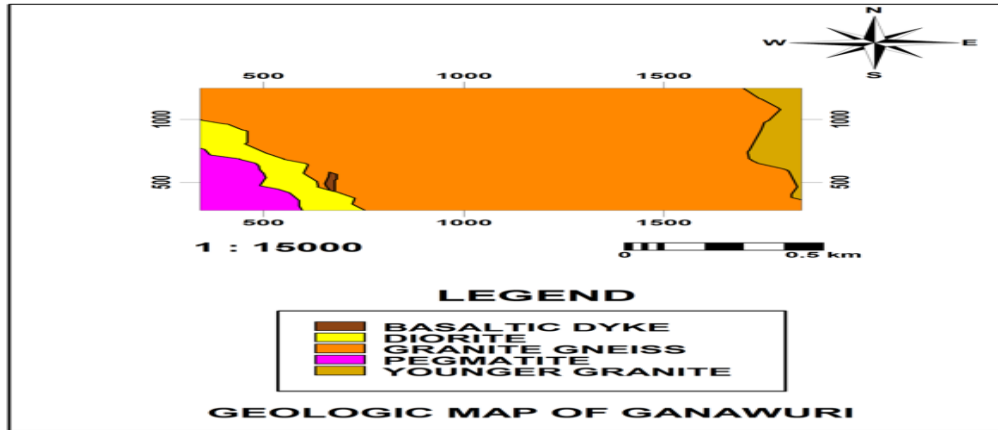 N
W E
S
500 1000 1500
1000 1000
500 500
500 1000 1500
1 : 15000
0 0.5 km
LEGEND
BASALTIC DYKE
DIORITE
GRANITE GNEISS
PEGMATITE
YOUNGER GRANITE
GEOLOGIC MAP OF GANAWURI